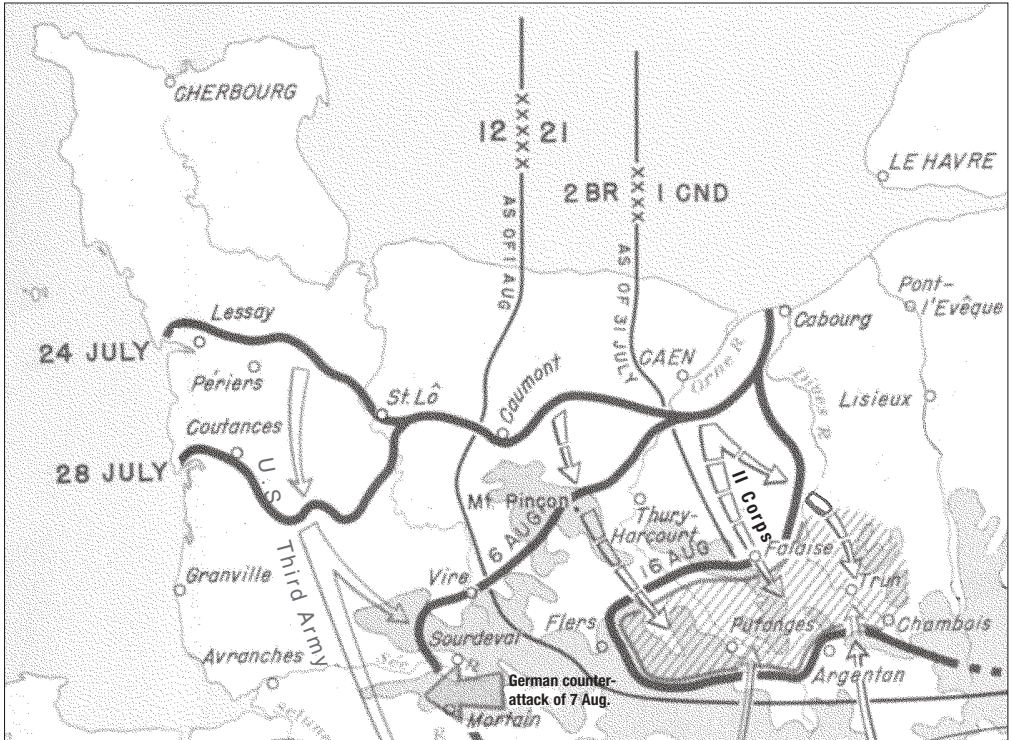 CHERBOURG
12 XXXXX 21
AS OF 1 AUG
2 BR XXXX 1 CND
AS OF 31 JULY
LE HAVRE
Pont-
l'Evêque
Cabourg
CAEN
Orne R
Dives R
Lisieux
Lessay
24 JULY
Périers
St. Lô
Caumont
Coutances
28 JULY
U.S.
Third Army
Mt. Pinçon
6 AUG
Thury-
Harcourt
16 AUG
II Corps
Falaise
Trun
Granville
Vire
Sourdeval
Flers
Putanges
Chambois
Argentan
Avranches
See R
German counter-
attack of 7 Aug.
Mortain
R